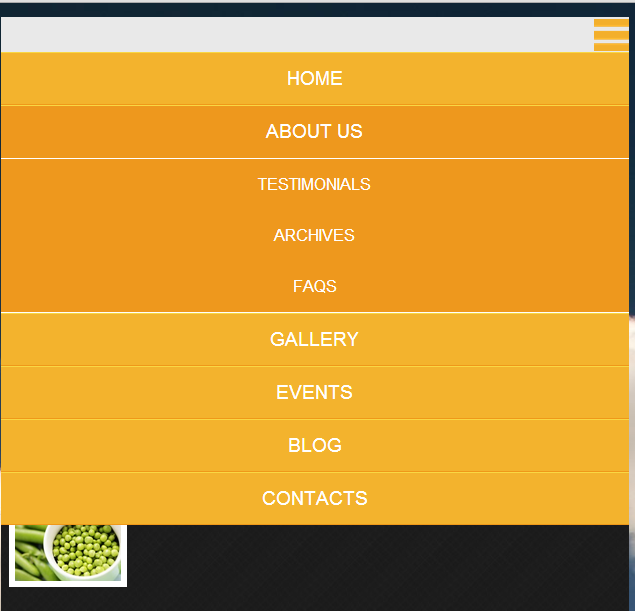 HOME
ABOUT US
TESTIMONIALS
ARCHIVES
FAQS
GALLERY
EVENTS
BLOG
CONTACTS